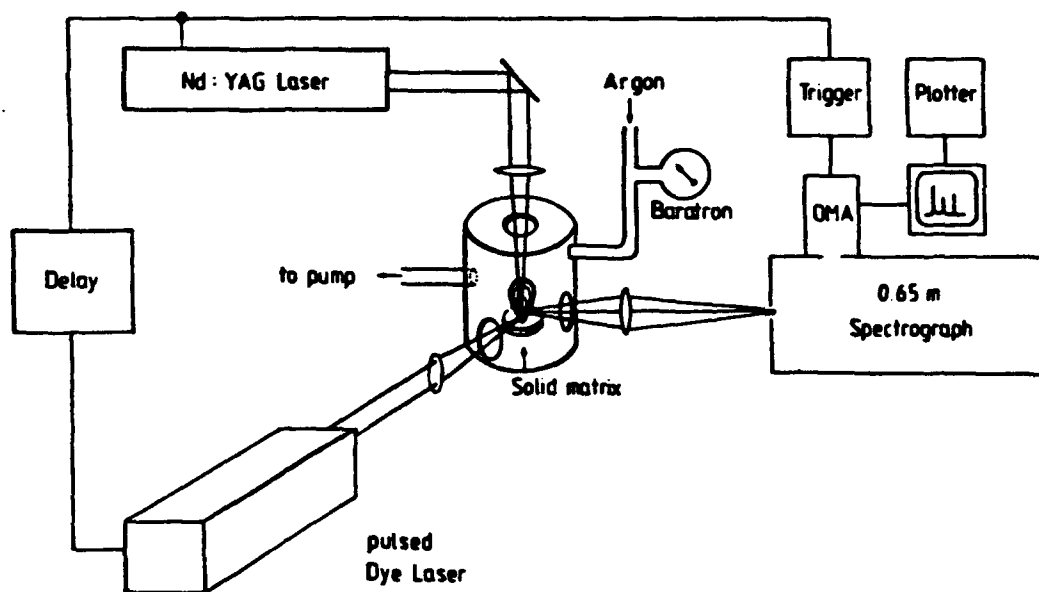 Nd: YAG Laser
Argon
Trigger
Plotter
Baratron
OMA
Delay
to pump
0.65 m
Spectrograph
Solid matrix
pulsed
Dye Laser